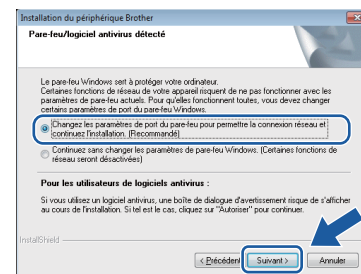 Installation du périphérique Brother
Pare-feu/logiciel antivirus détecté
Le pare-feu Windows sert à protéger votre ordinateur.
Certaines fonctions de réseau de votre appareil risquent de ne pas fonctionner avec les
paramètres de pare-feu actuels. Pour qu'elles fonctionnent toutes, vous devez changer
certains paramètres de port du pare-feu Windows.
Changez les paramètres de port du pare-feu pour permettre la connexion réseau et
continuez l'installation. (Recommandé)
Continuez sans changer les paramètres de pare-feu Windows. (Certaines fonctions de
réseau seront désactivées)
Pour les utilisateurs de logiciels antivirus :
Si vous utilisez un logiciel antivirus, une boîte de dialogue d'avertissement risque de s'afficher
au cours de l'installation. Si tel est le cas, cliquez sur "Autoriser" pour continuer.
InstallShield
< Précédent Suivant > Annuler